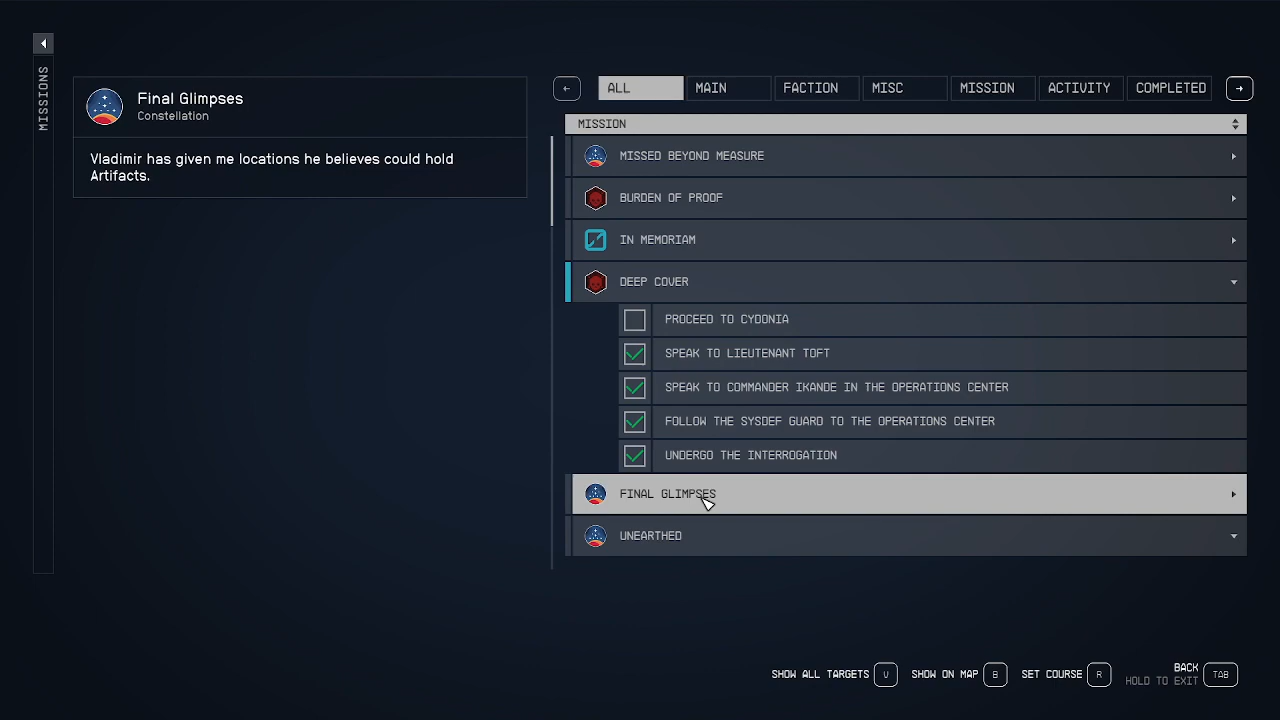 MISSIONS
Final Glimpses
Constellation
Vladimir has given me locations he believes could hold
Artifacts.
ALL
MAIN
FACTION
MISC
MISSION
ACTIVITY
COMPLETED
MISSION
MISSED BEYOND MEASURE
BURDEN OF PROOF
IN MEMORIAM
DEEP COVER
PROCEED TO CYDONIA
SPEAK TO LIEUTENANT TOFT
SPEAK TO COMMANDER IKANDE IN THE OPERATIONS CENTER
FOLLOW THE SYSDEF GUARD TO THE OPERATIONS CENTER
UNDERGO THE INTERROGATION
FINAL GLIMPSES
UNEARTHED
SHOW ALL TARGETS V
SHOW ON MAP B
SET COURSE R
BACK
HOLD TO EXIT
TAB